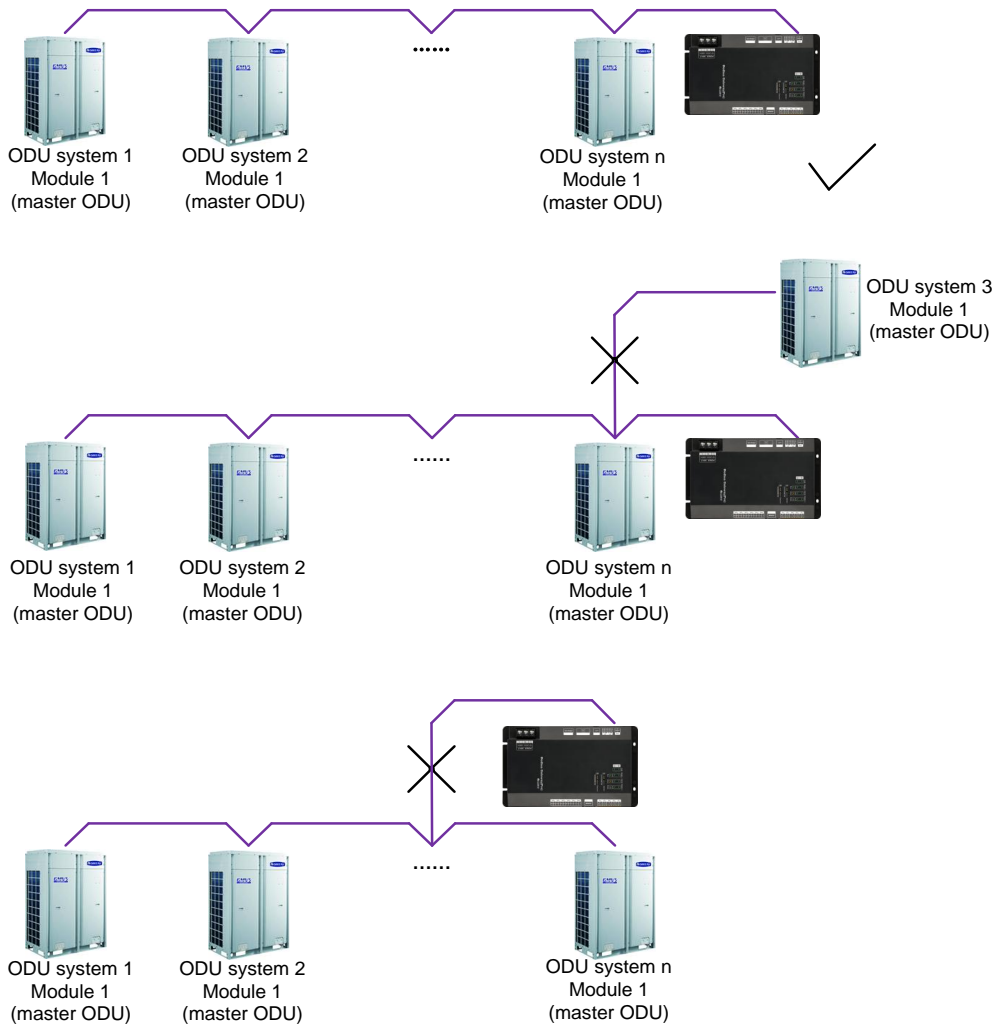 ......
ODU system 1
Module 1
(master ODU)
ODU system 2
Module 1
(master ODU)
ODU system n
Module 1
(master ODU)
ODU system 3
Module 1
(master ODU)
......
ODU system 1
Module 1
(master ODU)
ODU system 2
Module 1
(master ODU)
ODU system n
Module 1
(master ODU)
......
ODU system 1
Module 1
(master ODU)
ODU system 2
Module 1
(master ODU)
ODU system n
Module 1
(master ODU)